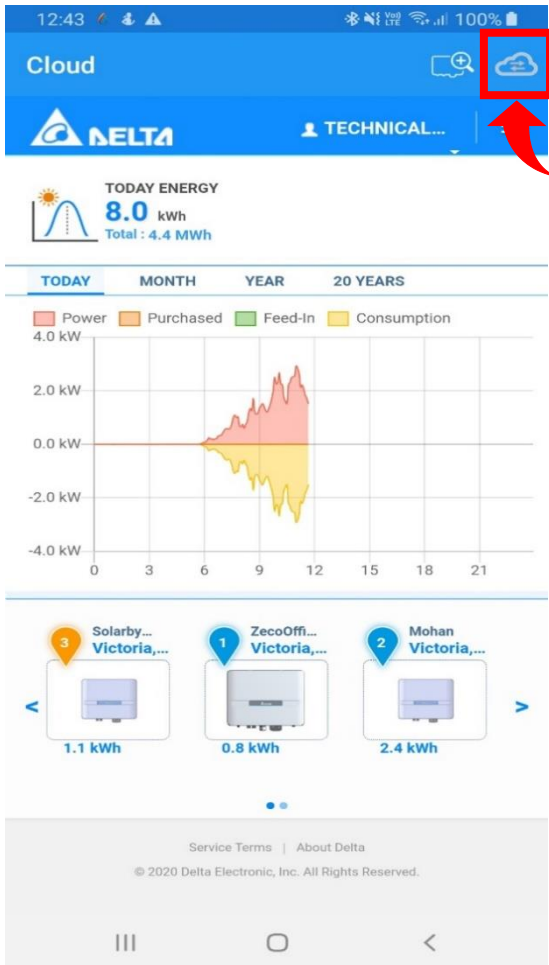 12:43 100%
Cloud
DELTA TECHNICAL...
TODAY ENERGY
8.0 kWh
Total : 4.4 MWh
TODAY MONTH YEAR 20 YEARS
Power Purchased Feed-In Consumption
4.0 kW
2.0 kW
0.0 kW
-2.0 kW
-4.0 kW
0 3 6 9 12 15 18 21
3 Solarby... 1 ZecoOffi... 2 Mohan
Victoria,... Victoria,... Victoria,...
< >
1.1 kWh 0.8 kWh 2.4 kWh
Service Terms | About Delta
© 2020 Delta Electronic, Inc. All Rights Reserved.